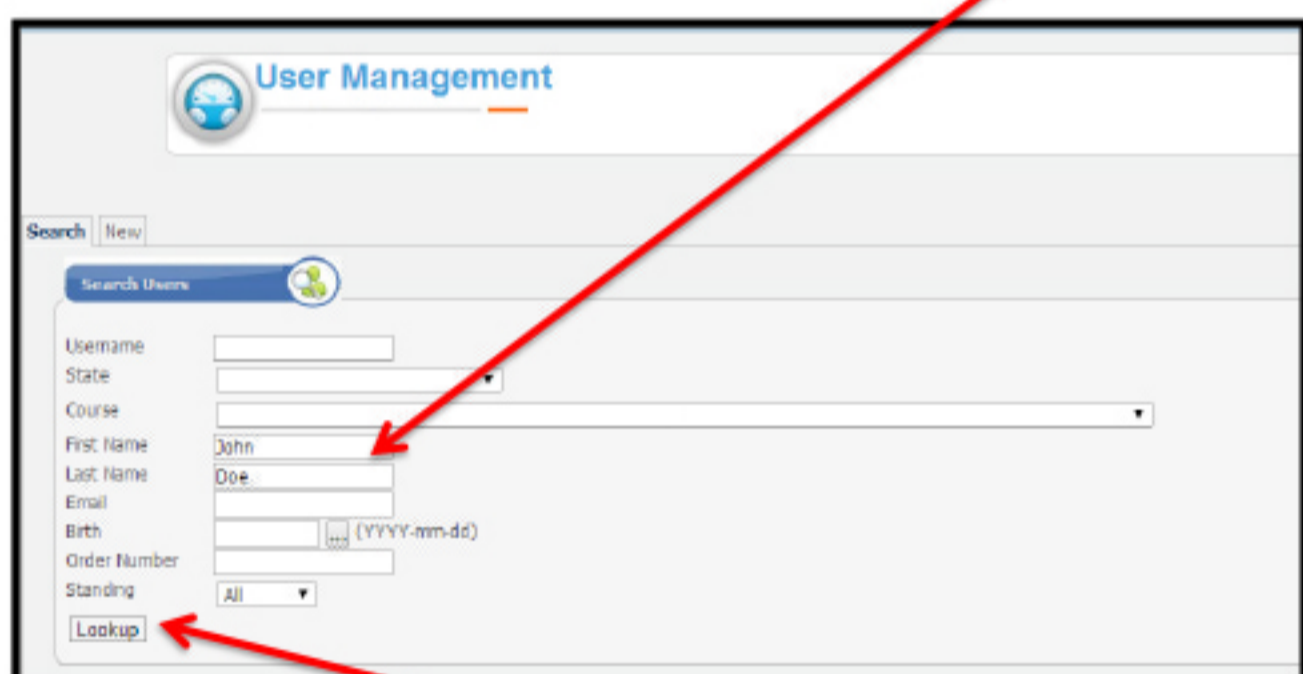 User Management
Search New
Search Users
Username
State
Course
First Name John
Last Name Doe
Email
Birth ... (YYYY-mm-dd)
Order Number
Standing All
Lookup